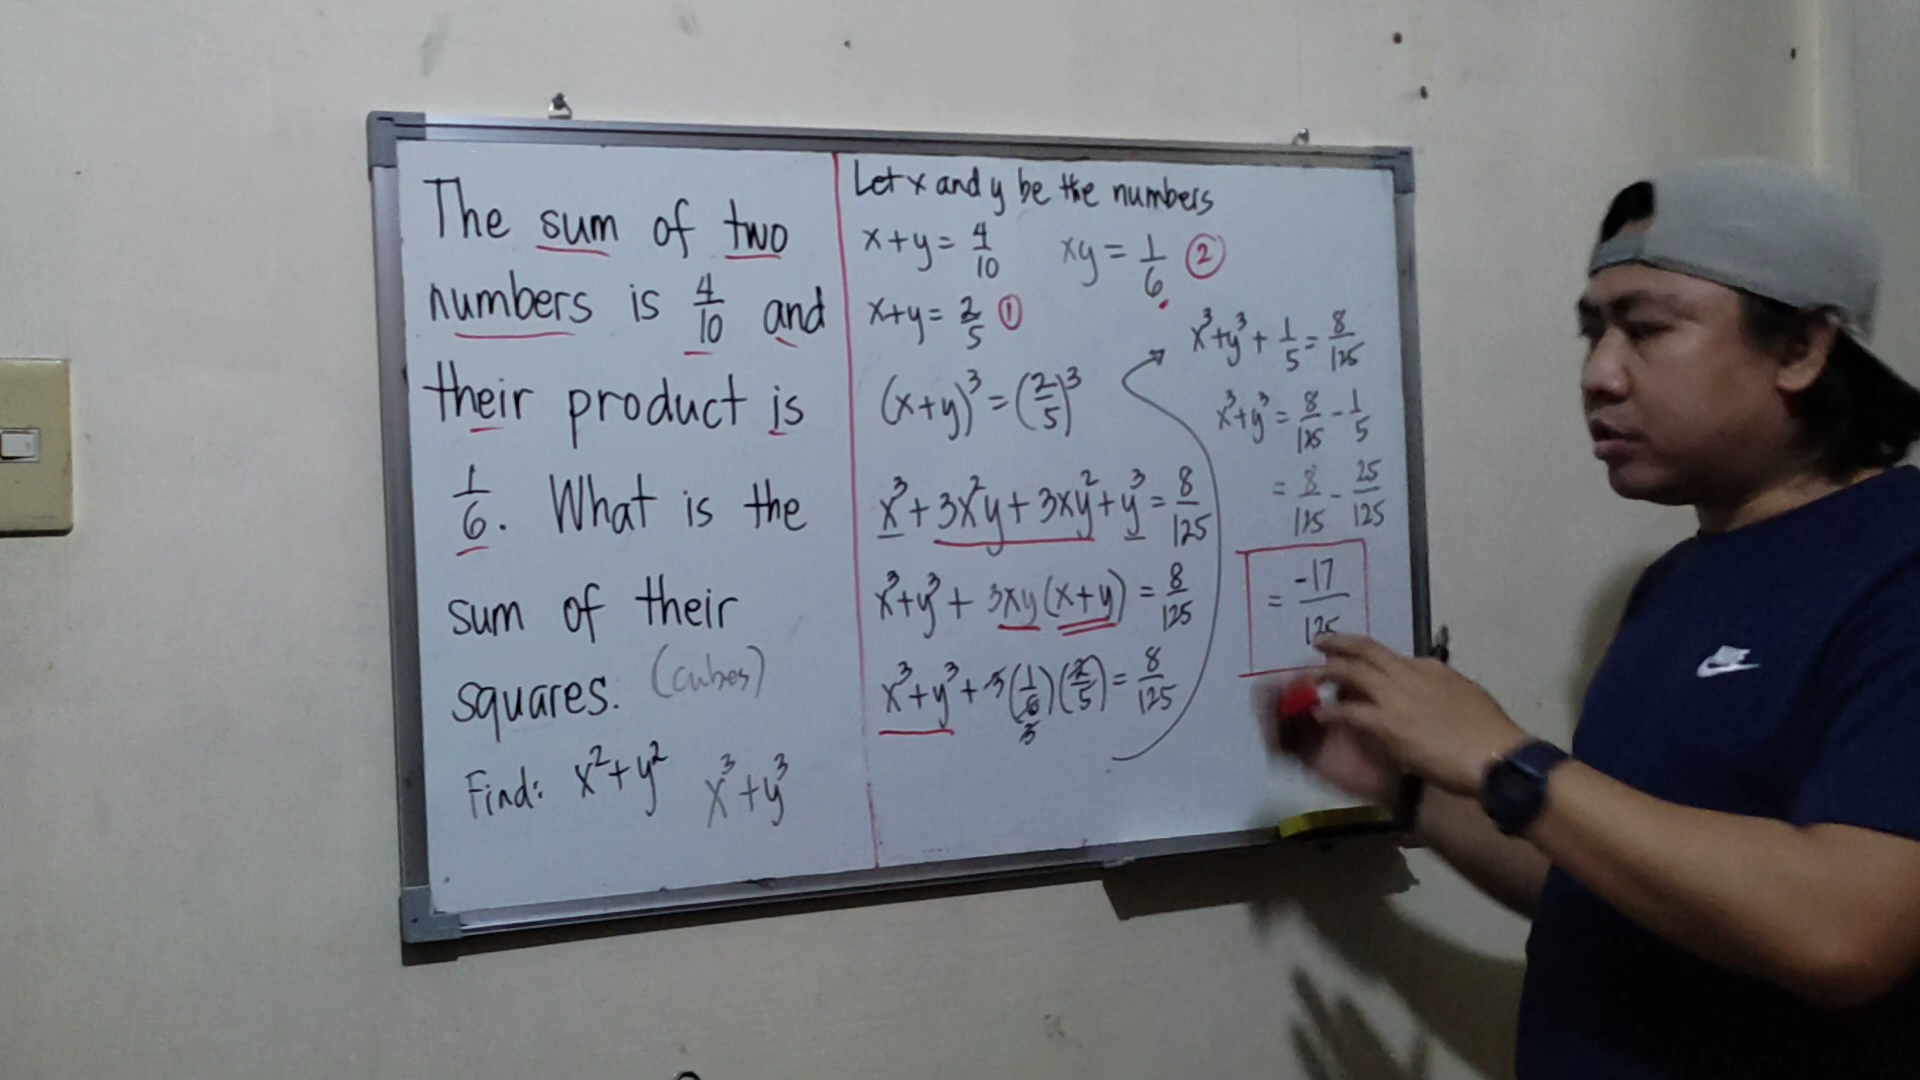 The sum of two
numbers is 4/10 and
their product is
1/6. What is the
sum of their
squares. (cubes)
Find: x²+y² x³+y³
Let x and y be the numbers
x+y = 4/10 xy = 1/6 ②
x+y = 2/5 ①
(x+y)³ = (2/5)³
x³+3x²y+3xy²+y³ = 8/125
x³+y³+3xy(x+y) = 8/125
x³+y³+3(1/6)(2/5) = 8/125
x³+y³+1/5 = 8/125
x³+y³ = 8/125 - 1/5
= 8/125 - 25/125
= -17/125